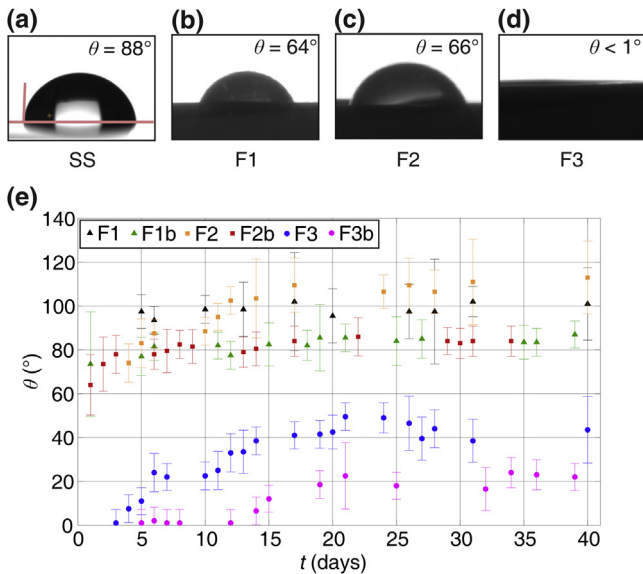 (a) (b) (c) (d)
θ = 88° θ = 64° θ = 66° θ < 1°
SS F1 F2 F3
(e)
F1 F1b F2 F2b F3 F3b
140
120
100
80
60
40
20
0
θ (°)
0 5 10 15 20 25 30 35 40
t (days)